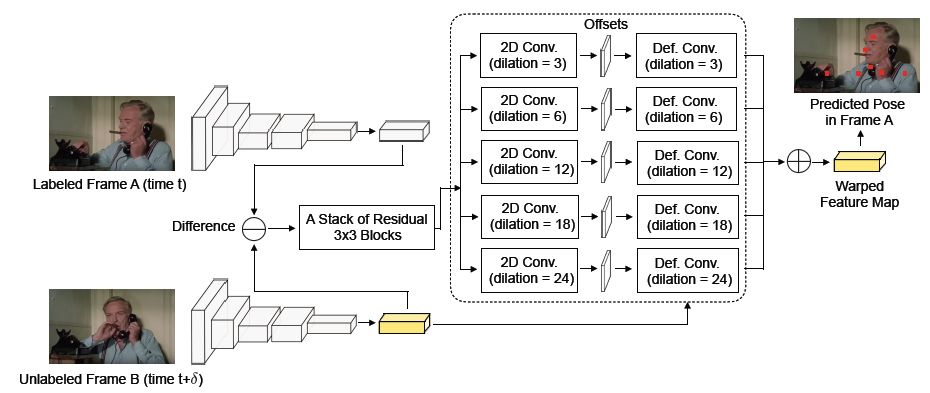 Offsets
2D Conv.
(dilation = 3)
Def. Conv.
(dilation = 3)
2D Conv.
(dilation = 6)
Def. Conv.
(dilation = 6)
2D Conv.
(dilation = 12)
Def. Conv.
(dilation = 12)
2D Conv.
(dilation = 18)
Def. Conv.
(dilation = 18)
2D Conv.
(dilation = 24)
Def. Conv.
(dilation = 24)
Labeled Frame A (time t)
Difference
A Stack of Residual
3x3 Blocks
Unlabeled Frame B (time t+δ)
Predicted Pose
in Frame A
Warped
Feature Map